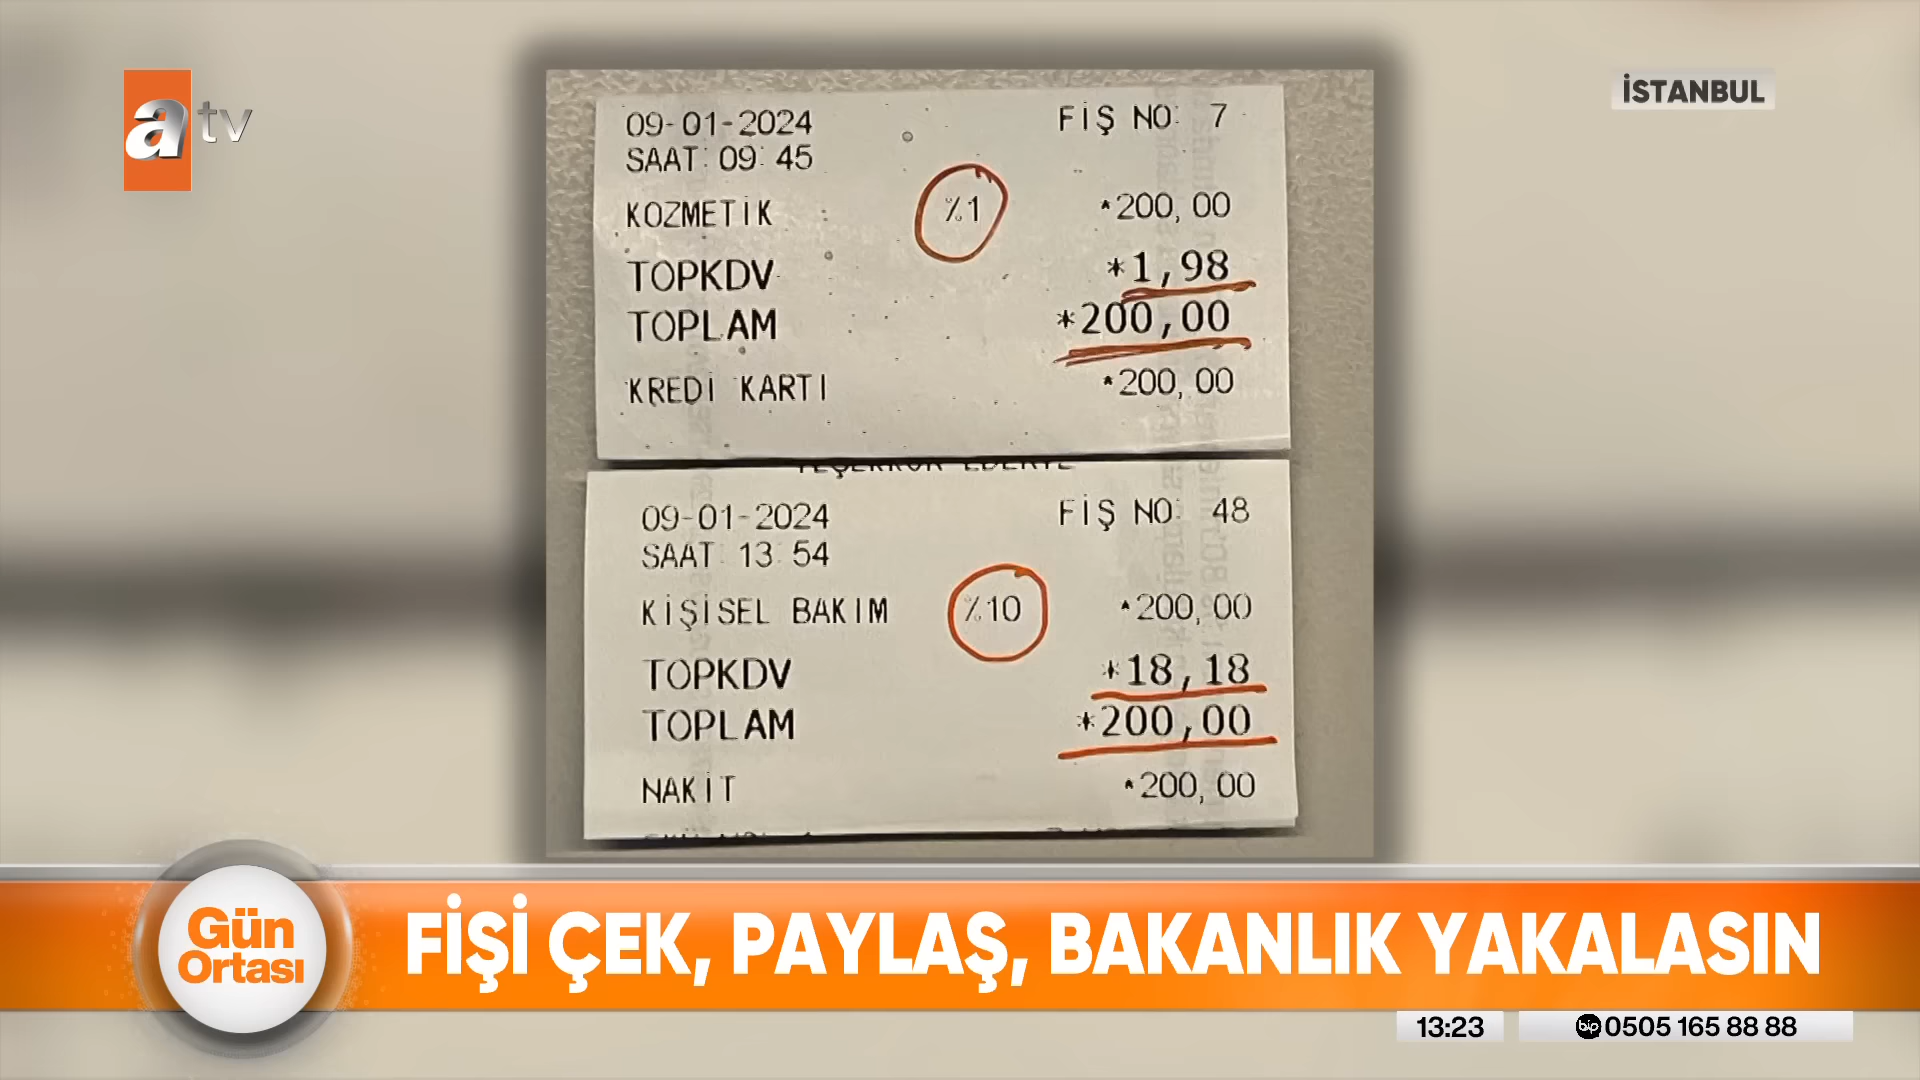 a tv
İSTANBUL
09-01-2024 FİŞ NO: 7
SAAT: 09:45
KOZMETİK %1 *200,00
TOPKDV *1,98
TOPLAM *200,00
KREDİ KARTI *200,00
09-01-2024 FİŞ NO: 48
SAAT: 13:54
KİŞİSEL BAKIM %10 *200,00
TOPKDV *18,18
TOPLAM *200,00
NAKİT *200,00
Gün
Ortası
FİŞİ ÇEK, PAYLAŞ, BAKANLIK YAKALASIN
13:23 bip 0505 165 88 88